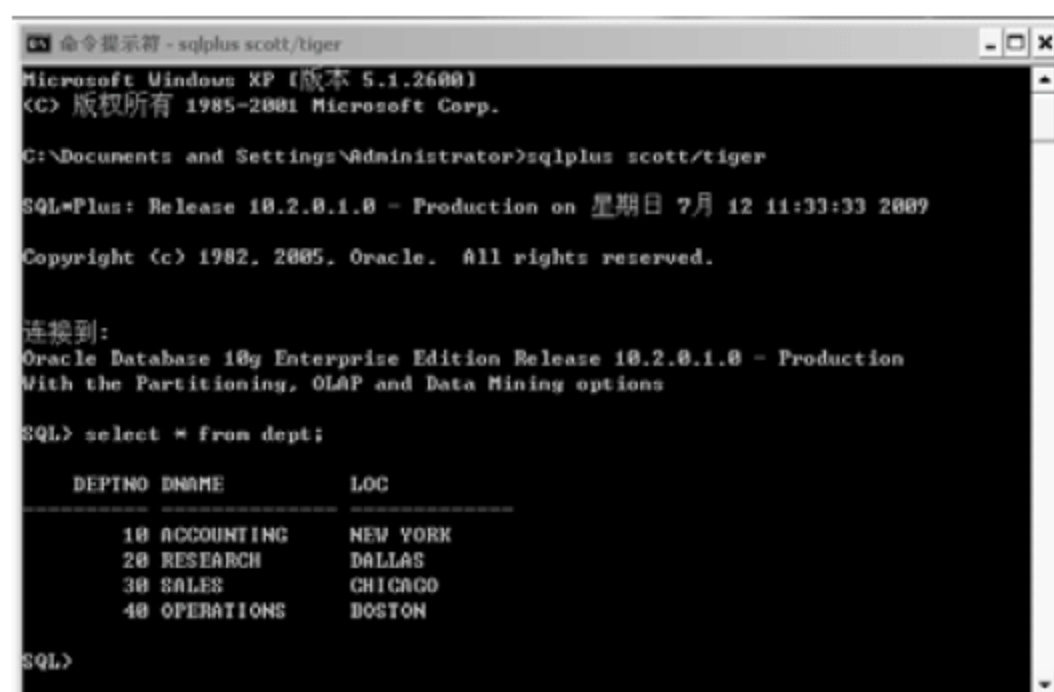 命令提示符 - sqlplus scott/tiger
Microsoft Windows XP [版本 5.1.2600]
(C) 版权所有 1985-2001 Microsoft Corp.
C:\Documents and Settings\Administrator>sqlplus scott/tiger
SQL*Plus: Release 10.2.0.1.0 - Production on 星期日 7月 12 11:33:33 2009
Copyright (c) 1982, 2005, Oracle.  All rights reserved.
连接到:
Oracle Database 10g Enterprise Edition Release 10.2.0.1.0 - Production
With the Partitioning, OLAP and Data Mining options
SQL> select * from dept;
DEPTNO DNAME LOC
---------- -------------- -------------
10 ACCOUNTING NEW YORK
20 RESEARCH DALLAS
30 SALES CHICAGO
40 OPERATIONS BOSTON
SQL>